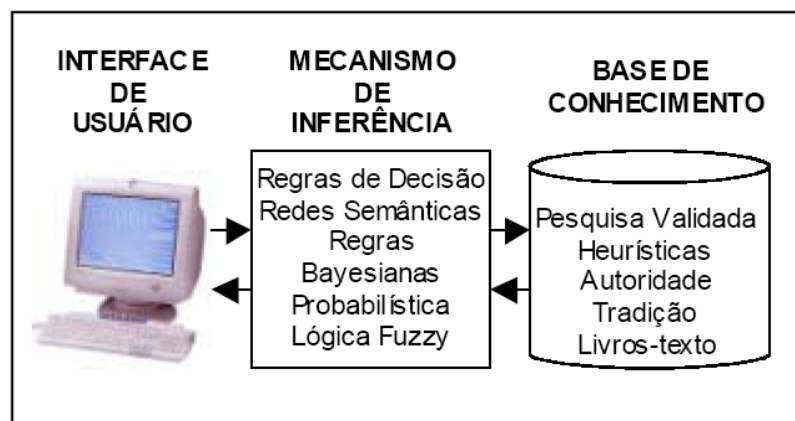 INTERFACE
DE
USUÁRIO
MECANISMO
DE
INFERÊNCIA
BASE DE
CONHECIMENTO
Regras de Decisão
Redes Semânticas
Regras
Bayesianas
Probabilística
Lógica Fuzzy
Pesquisa Validada
Heurísticas
Autoridade
Tradição
Livros-texto